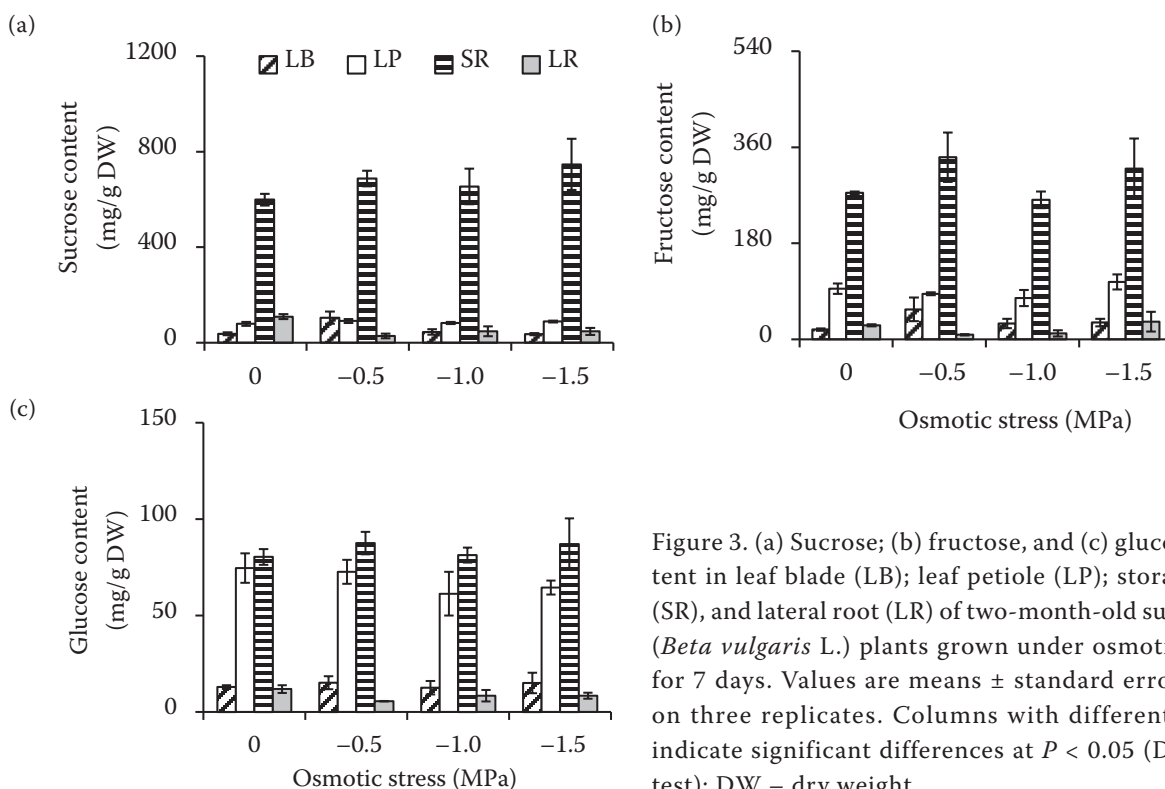 (a)
1200
800
400
0
Sucrose content
(mg/g DW)
LB LP SR LR
0 −0.5 −1.0 −1.5
(b)
540
360
180
0
Fructose content
(mg/g DW)
0 −0.5 −1.0 −1.5
Osmotic stress (MPa)
(c)
150
100
50
0
Glucose content
(mg/g DW)
0 −0.5 −1.0 −1.5
Osmotic stress (MPa)
Figure 3. (a) Sucrose; (b) fructose, and (c) gluco
tent in leaf blade (LB); leaf petiole (LP); stora
(SR), and lateral root (LR) of two-month-old su
(Beta vulgaris L.) plants grown under osmoti
for 7 days. Values are means ± standard erro
on three replicates. Columns with different
indicate significant differences at P < 0.05 (D
test); DW – dry weight